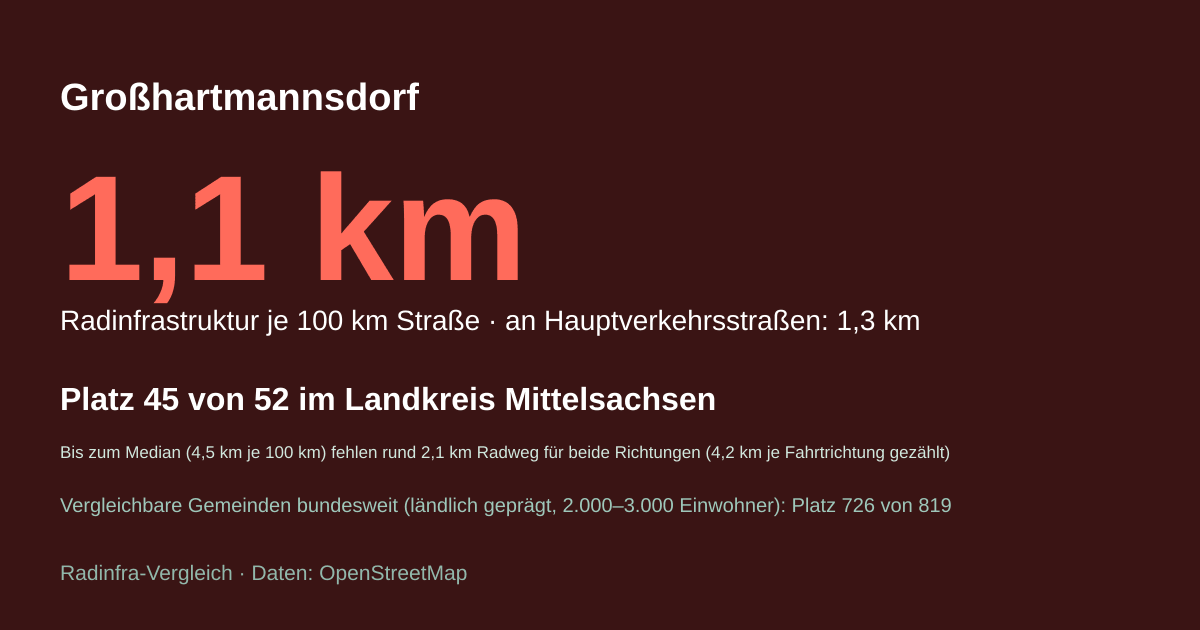 Großhartmannsdorf
1,1 km
Radinfrastruktur je 100 km Straße · an Hauptverkehrsstraßen: 1,3 km
Platz 45 von 52 im Landkreis Mittelsachsen
Bis zum Median (4,5 km je 100 km) fehlen rund 2,1 km Radweg für beide Richtungen (4,2 km je Fahrtrichtung gezählt)
Vergleichbare Gemeinden bundesweit (ländlich geprägt, 2.000–3.000 Einwohner): Platz 726 von 819
Radinfra-Vergleich · Daten: OpenStreetMap